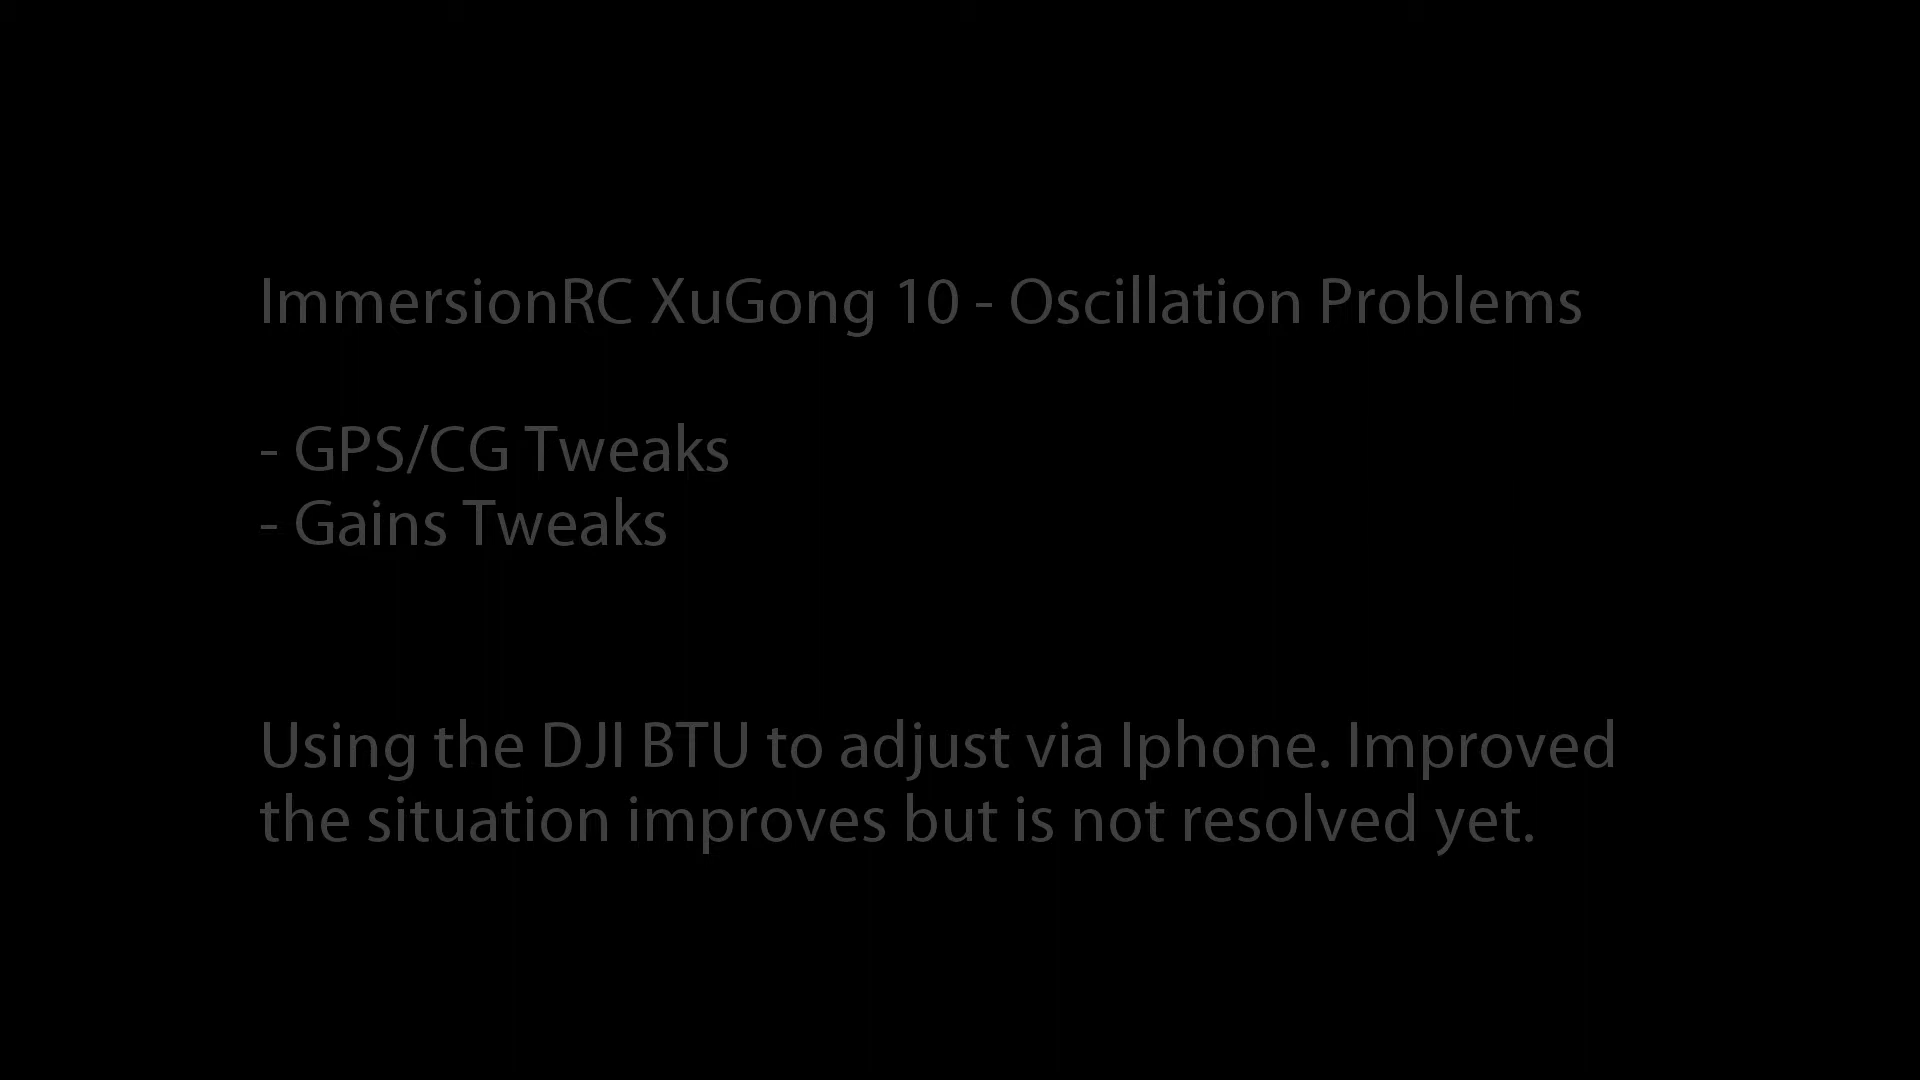 ImmersionRC XuGong 10 - Oscillation Problems
- GPS/CG Tweaks
- Gains Tweaks
Using the DJI BTU to adjust via Iphone. Improved
the situation improves but is not resolved yet.